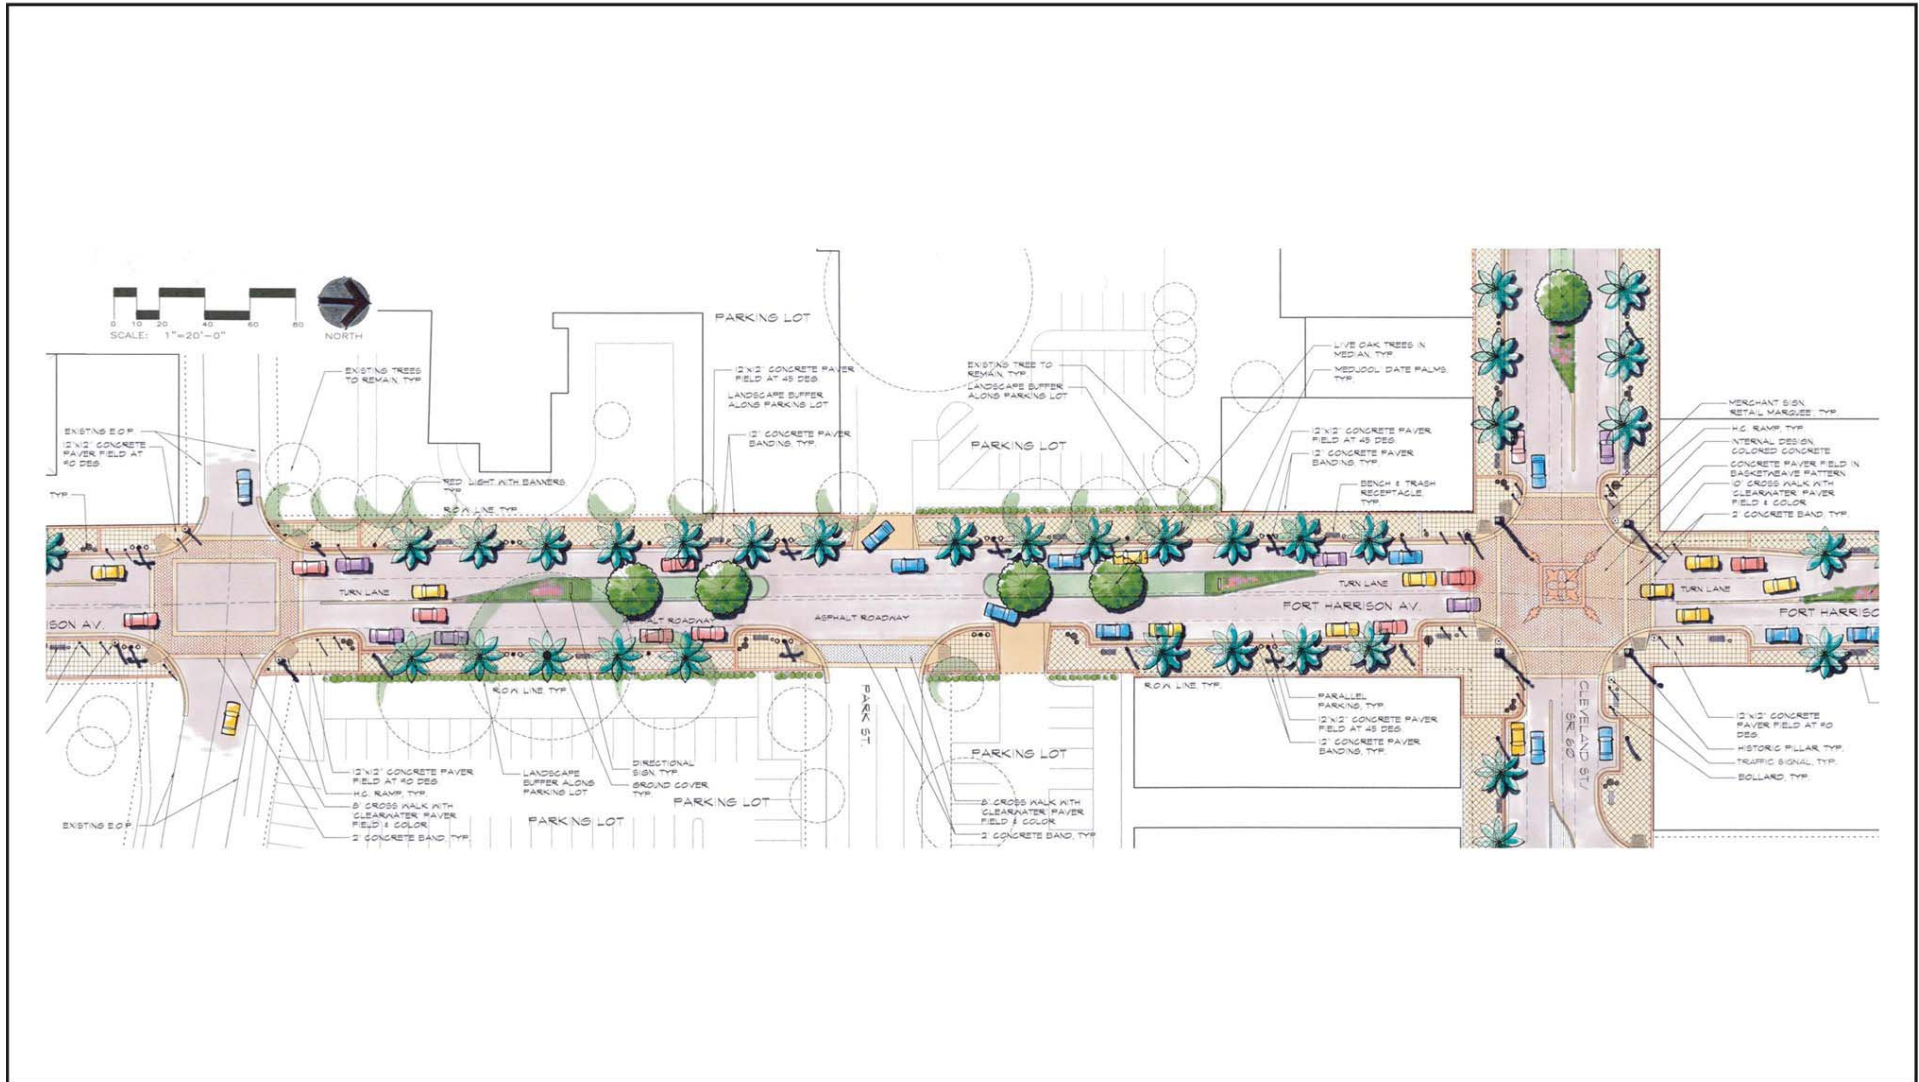 0 10 20 40 60 80
SCALE: 1"=20'-0"
NORTH
EXISTING TREES
TO REMAIN, TYP.
EXISTING E.O.P.
12"X12" CONCRETE
PAVER FIELD AT
90 DEG.
TYP.
RED LIGHT WITH BANNERS,
TYP.
R.O.W. LINE, TYP.
PARKING LOT
12"X12" CONCRETE PAVER
FIELD AT 45 DEG.
LANDSCAPE BUFFER
ALONG PARKING LOT
12" CONCRETE PAVER
BANDING, TYP.
EXISTING TREE TO
REMAIN, TYP.
LANDSCAPE BUFFER
ALONG PARKING LOT
PARKING LOT
LIVE OAK TREES IN
MEDIAN, TYP.
MEDJOOL DATE PALMS,
TYP.
12"X12" CONCRETE PAVER
FIELD AT 45 DEG.
12" CONCRETE PAVER
BANDING, TYP.
BENCH & TRASH
RECEPTACLE,
TYP.
MERCHANT SIGN
RETAIL MARQUEE, TYP.
H.C. RAMP, TYP.
INTERNAL DESIGN,
COLORED CONCRETE
CONCRETE PAVER FIELD IN
BASKETWEAVE PATTERN
10' CROSS WALK WITH
'CLEARWATER' PAVER
FIELD & COLOR
2' CONCRETE BAND, TYP.
TURN LANE
TURN LANE
TURN LANE
ISON AV.
ASPHALT ROADWAY
ASPHALT ROADWAY
FORT HARRISON AV.
FORT HARRISO
R.O.W. LINE, TYP.
PARK ST.
R.O.W. LINE, TYP.
CLEVELAND ST./
SR 60
PARALLEL
PARKING, TYP.
12"X12" CONCRETE PAVER
FIELD AT 45 DEG.
12" CONCRETE PAVER
BANDING, TYP.
12"X12" CONCRETE
PAVER FIELD AT 90
DEG.
HISTORIC PILLAR, TYP.
TRAFFIC SIGNAL, TYP.
BOLLARD, TYP.
PARKING LOT
DIRECTIONAL
SIGN, TYP.
GROUND COVER
TYP.
LANDSCAPE
BUFFER ALONG
PARKING LOT
12"X12" CONCRETE PAVER
FIELD AT 90 DEG.
H.C. RAMP, TYP.
8' CROSS WALK WITH
'CLEARWATER' PAVER
FIELD & COLOR
2' CONCRETE BAND, TYP.
PARKING LOT
PARKING LOT
8' CROSS WALK WITH
'CLEARWATER' PAVER
FIELD & COLOR
2' CONCRETE BAND, TYP.
EXISTING E.O.P.